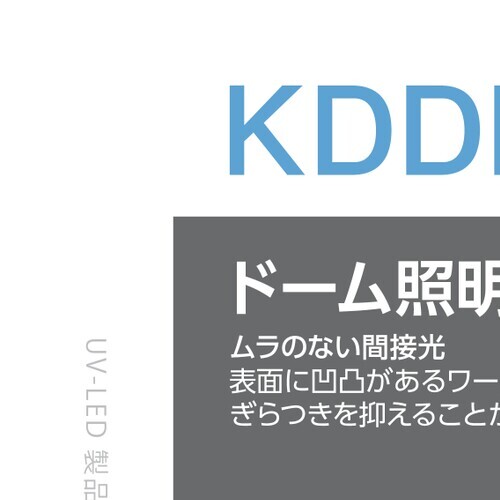 KDD
ドーム照明
ムラのない間接光
表面に凹凸があるワー
ぎらつきを抑えることが
UV-LED 製品